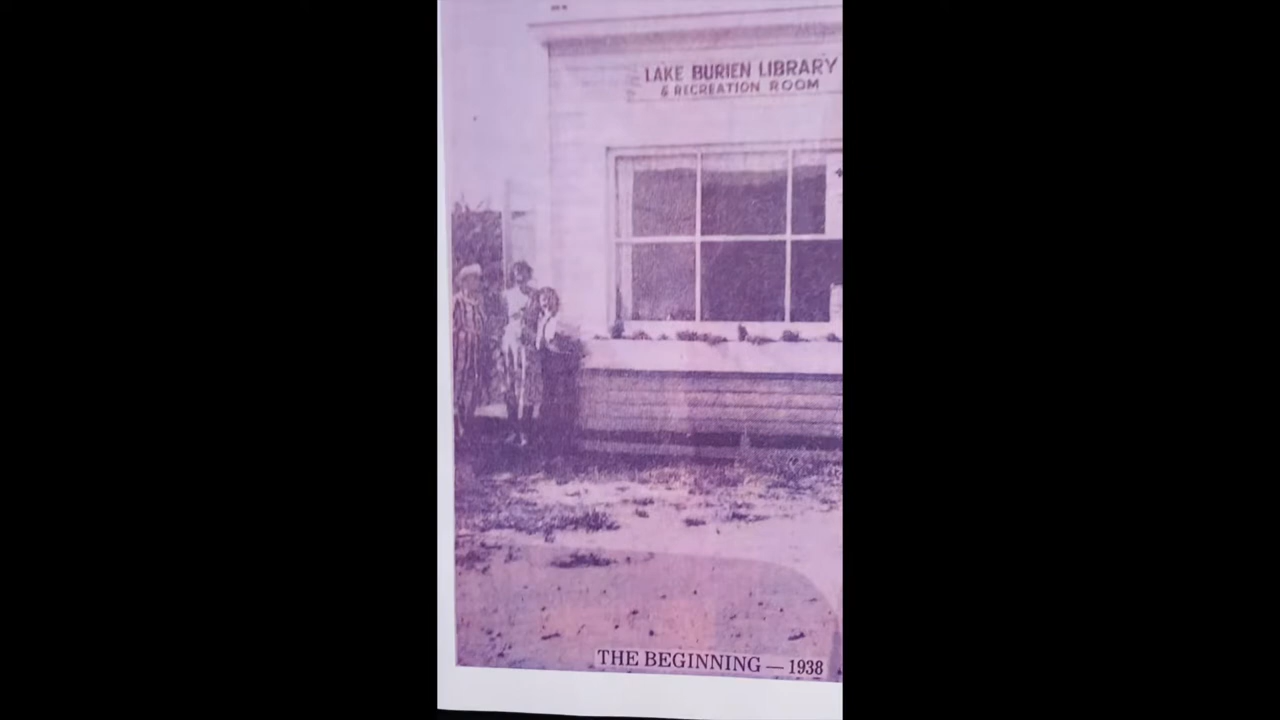 LAKE BURIEN LIBRARY
& RECREATION ROOM
THE BEGINNING — 1938